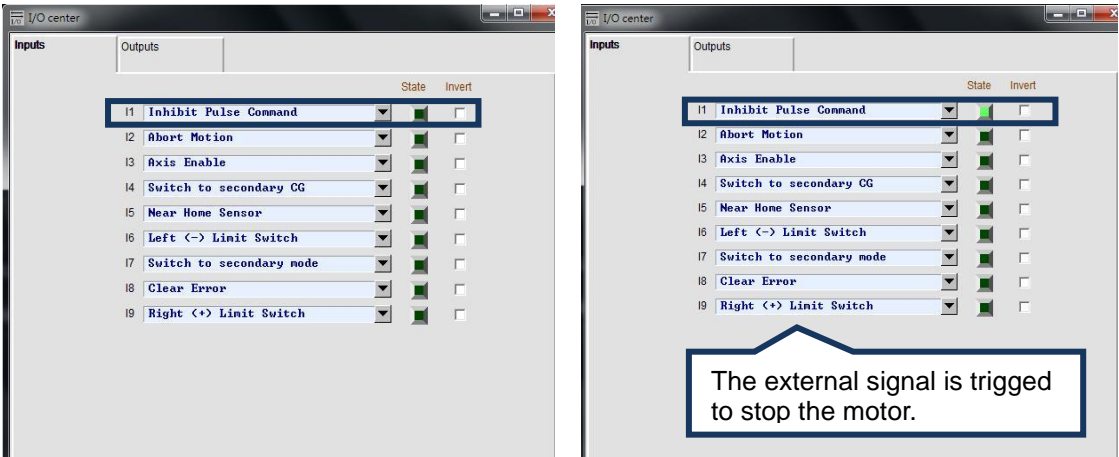 I/O center
Inputs
Outputs
State Invert
I1 Inhibit Pulse Command
I2 Abort Motion
I3 Axis Enable
I4 Switch to secondary CG
I5 Near Home Sensor
I6 Left (-) Limit Switch
I7 Switch to secondary mode
I8 Clear Error
I9 Right (+) Limit Switch
I/O center
Inputs
Outputs
State Invert
I1 Inhibit Pulse Command
I2 Abort Motion
I3 Axis Enable
I4 Switch to secondary CG
I5 Near Home Sensor
I6 Left (-) Limit Switch
I7 Switch to secondary mode
I8 Clear Error
I9 Right (+) Limit Switch
The external signal is trigged
to stop the motor.